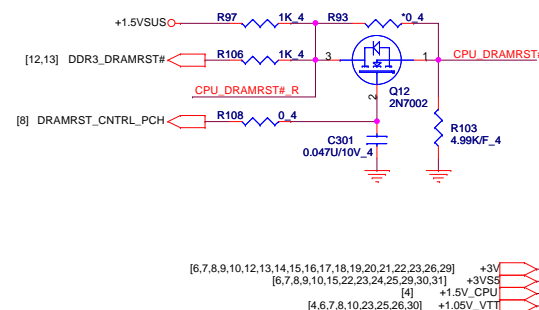 +1.5VSUS R97 1K_4 R93 *0_4
[12,13] DDR3_DRAMRST# R106 1K_4 3 1 CPU_DRAMRST#
CPU_DRAMRST#_R
Q12
2N7002
2
[8] DRAMRST_CNTRL_PCH R108 0_4
R103
4.99K/F_4
C301
0.047U/10V_4
[6,7,8,9,10,12,13,14,15,16,17,18,19,20,21,22,23,26,29] +3V
[6,7,8,9,10,15,22,23,24,25,29,30,31] +3VS5
[4] +1.5V_CPU
[4,6,7,8,10,23,25,26,30] +1.05V_VTT